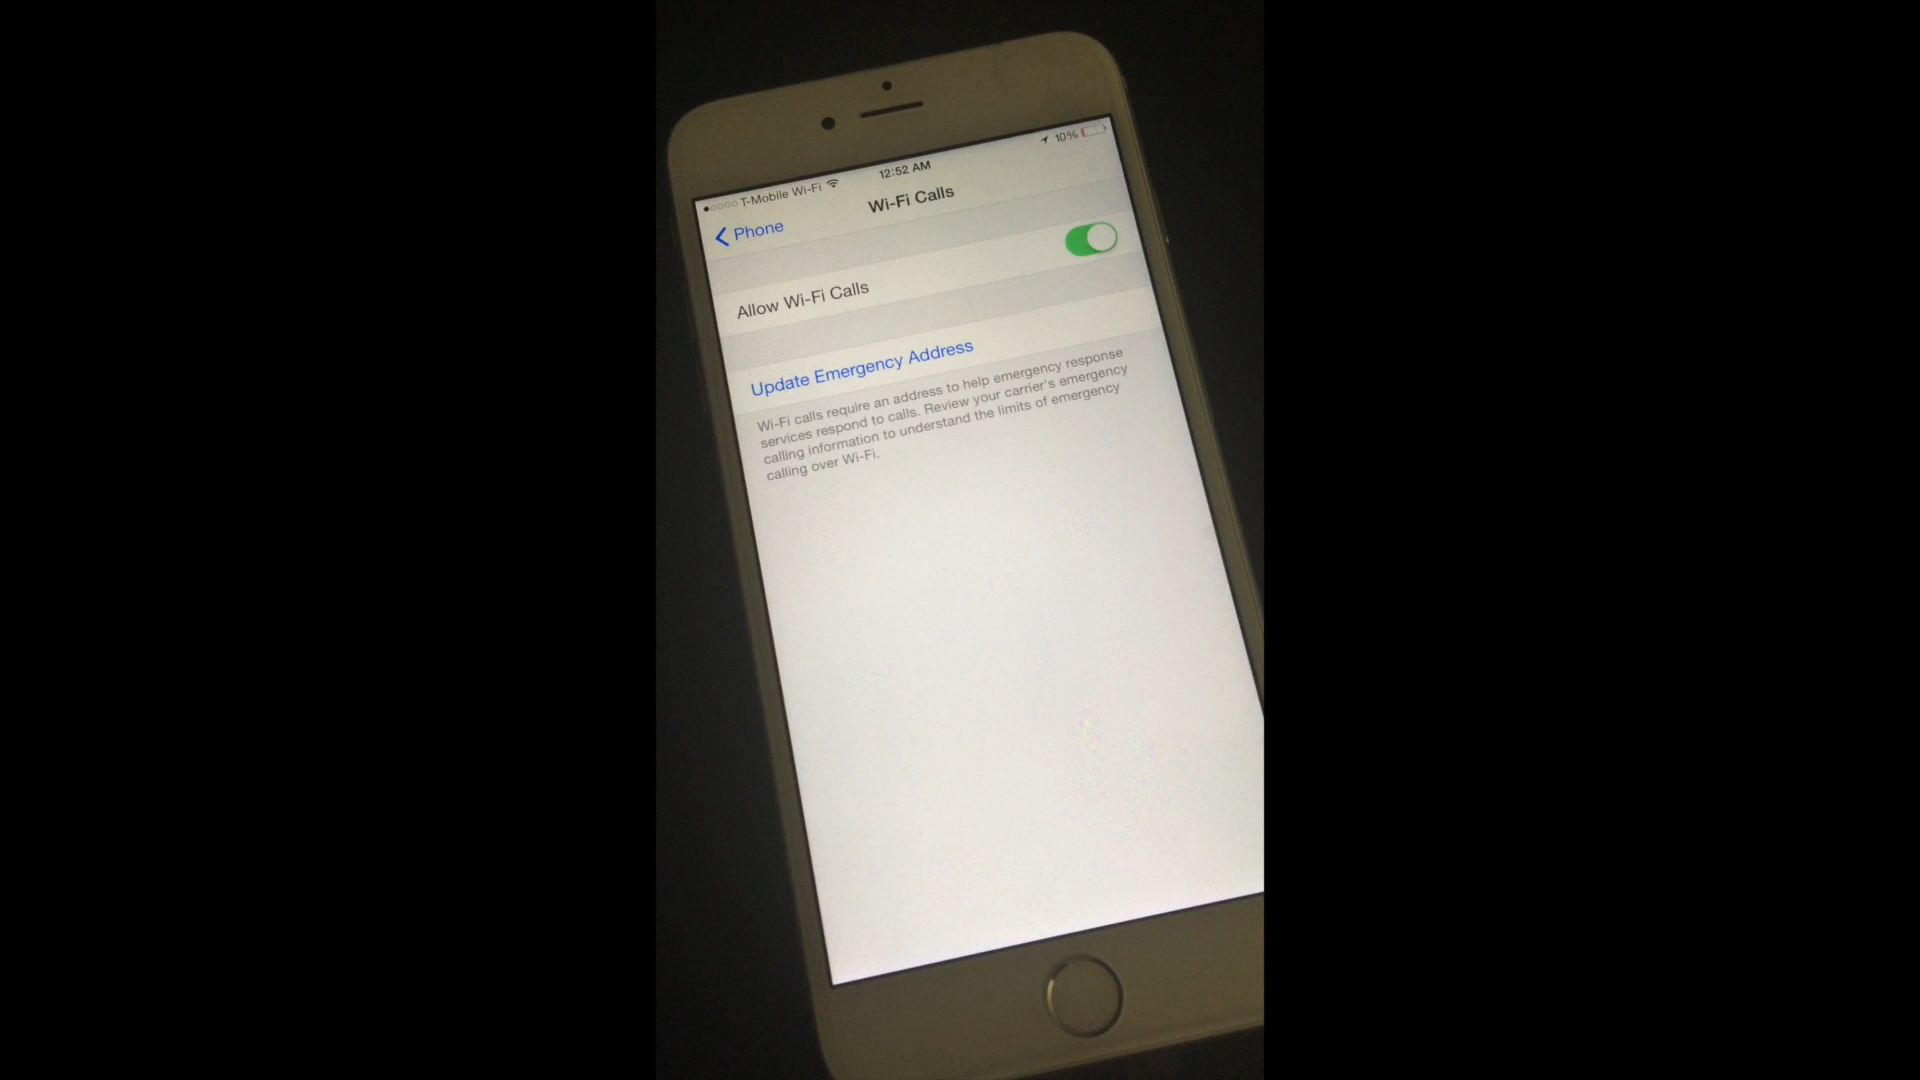 T-Mobile Wi-Fi 12:52 AM 10%
Phone Wi-Fi Calls
Allow Wi-Fi Calls
Update Emergency Address
Wi-Fi calls require an address to help emergency response
services respond to calls. Review your carrier's emergency
calling information to understand the limits of emergency
calling over Wi-Fi.